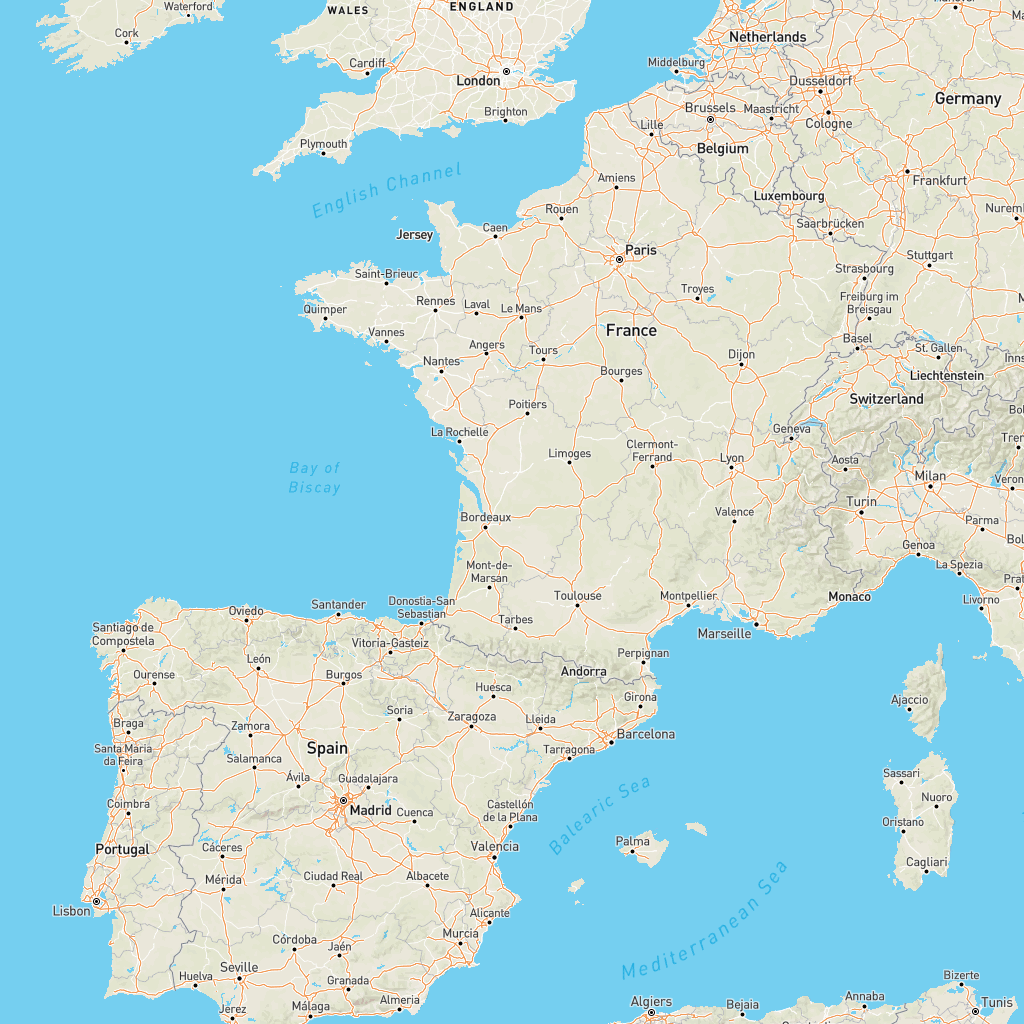 Waterford
WALES
ENGLAND
Hanover
Cork
Netherlands
Cardiff
Middelburg
London
Dusseldorf
Germany
Brussels
Maastricht
Brighton
Lille
Cologne
Plymouth
Belgium
English Channel
Amiens
Frankfurt
Luxembourg
Rouen
Nurem
Jersey
Caen
Saarbrücken
Paris
Stuttgart
Saint-Brieuc
Strasbourg
Troyes
Rennes
Laval
Le Mans
Freiburg im
Breisgau
Quimper
France
Vannes
Angers
Tours
Dijon
Basel
St. Gallen
Nantes
Inns
Bourges
Liechtenstein
Switzerland
Poitiers
Bol
La Rochelle
Geneva
Tren
Clermont-
Ferrand
Limoges
Lyon
Aosta
Bay of
Biscay
Milan
Veron
Turin
Valence
Bordeaux
Parma
Bol
Genoa
Mont-de-
Marsan
La Spezia
Prat
Toulouse
Montpellier
Monaco
Livorno
Donostia-San
Sebastian
Santander
Oviedo
Tarbes
Marseille
Santiago de
Compostela
Vitoria-Gasteiz
Perpignan
León
Andorra
Ourense
Burgos
Huesca
Girona
Ajaccio
Soria
Zaragoza
Lleida
Braga
Zamora
Barcelona
Santa Maria
da Feira
Spain
Tarragona
Salamanca
Ávila
Guadalajara
Sassari
Nuoro
Coimbra
Madrid
Cuenca
Castellón
de la Plana
Balearic Sea
Oristano
Palma
Portugal
Cáceres
Valencia
Cagliari
Mérida
Ciudad Real
Albacete
Lisbon
Alicante
Murcia
Mediterranean Sea
Córdoba
Jaén
Seville
Huelva
Granada
Bizerte
Almeria
Jerez
Málaga
Algiers
Bejaia
Annaba
Tunis